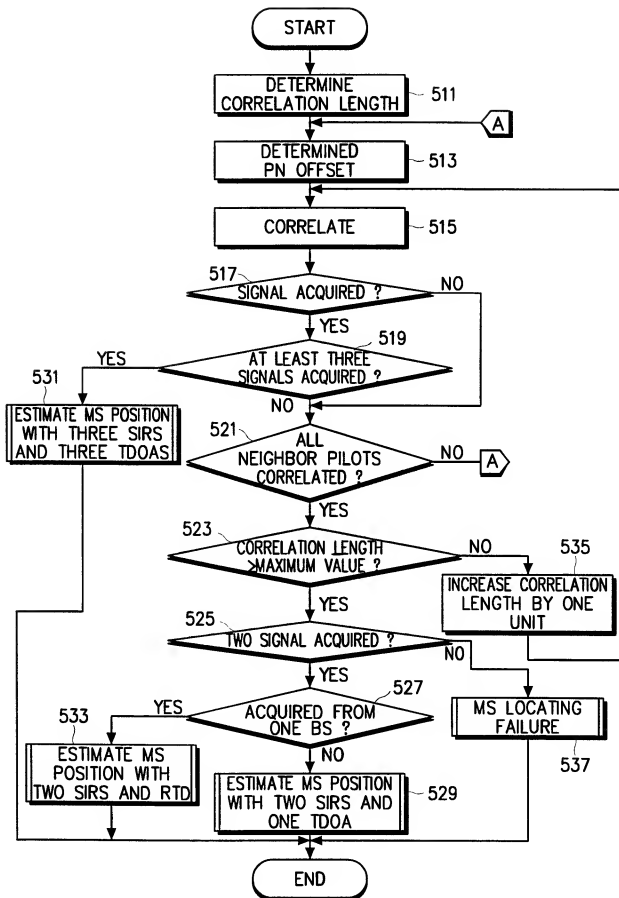 START
DETERMINE
CORRELATION LENGTH
511
A
DETERMINED
PN OFFSET
513
CORRELATE
515
517
SIGNAL ACQUIRED ?
NO
YES
519
AT LEAST THREE
SIGNALS ACQUIRED ?
YES
NO
531
ESTIMATE MS POSITION
WITH THREE SIRS
AND THREE TDOAS
521
ALL
NEIGHBOR PILOTS
CORRELATED ?
NO
A
YES
523
CORRELATION LENGTH
>MAXIMUM VALUE ?
NO
535
INCREASE CORRELATION
LENGTH BY ONE
UNIT
YES
525
TWO SIGNAL ACQUIRED ?
NO
YES
527
ACQUIRED FROM
ONE BS ?
YES
NO
MS LOCATING
FAILURE
537
533
ESTIMATE MS
POSITION WITH
TWO SIRS AND RTD
ESTIMATE MS POSITION
WITH TWO SIRS AND
ONE TDOA
529
END